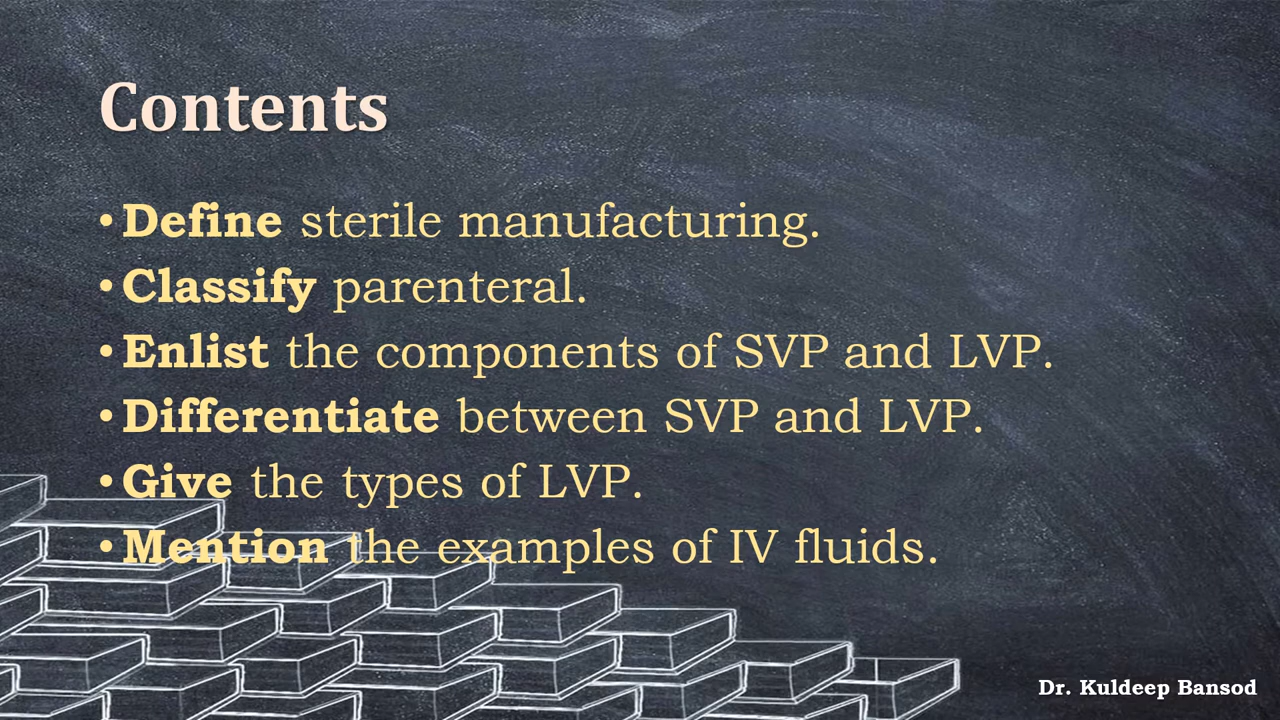 Contents
• Define sterile manufacturing.
• Classify parenteral.
• Enlist the components of SVP and LVP.
• Differentiate between SVP and LVP.
• Give the types of LVP.
• Mention the examples of IV fluids.
Dr. Kuldeep Bansod